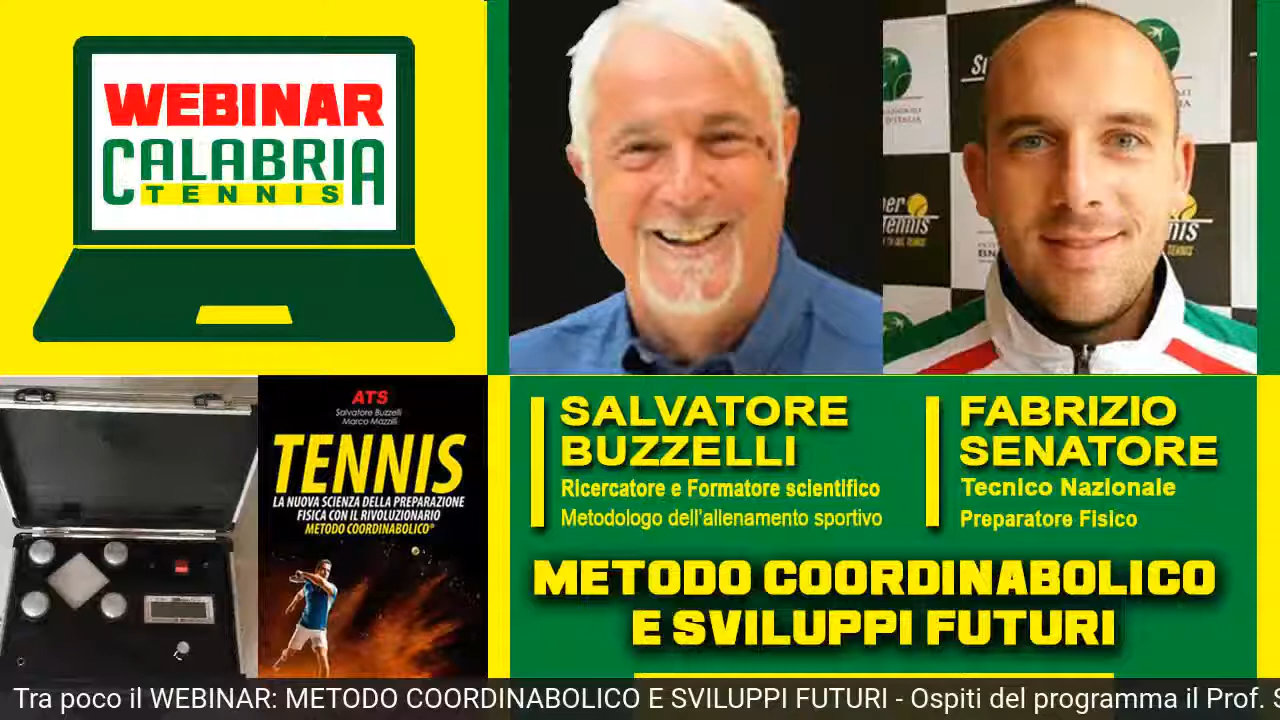 WEBINAR
CALABRIA
TENNIS
ATS
Salvatore Buzzelli
Marco Mazzilli
TENNIS
LA NUOVA SCIENZA DELLA PREPARAZIONE
FISICA CON IL RIVOLUZIONARIO
METODO COORDINABOLICO®
SALVATORE
BUZZELLI
Ricercatore e Formatore scientifico
Metodologo dell'allenamento sportivo
FABRIZIO
SENATORE
Tecnico Nazionale
Preparatore Fisico
METODO COORDINABOLICO
E SVILUPPI FUTURI
Tra poco il WEBINAR: METODO COORDINABOLICO E SVILUPPI FUTURI - Ospiti del programma il Prof. S